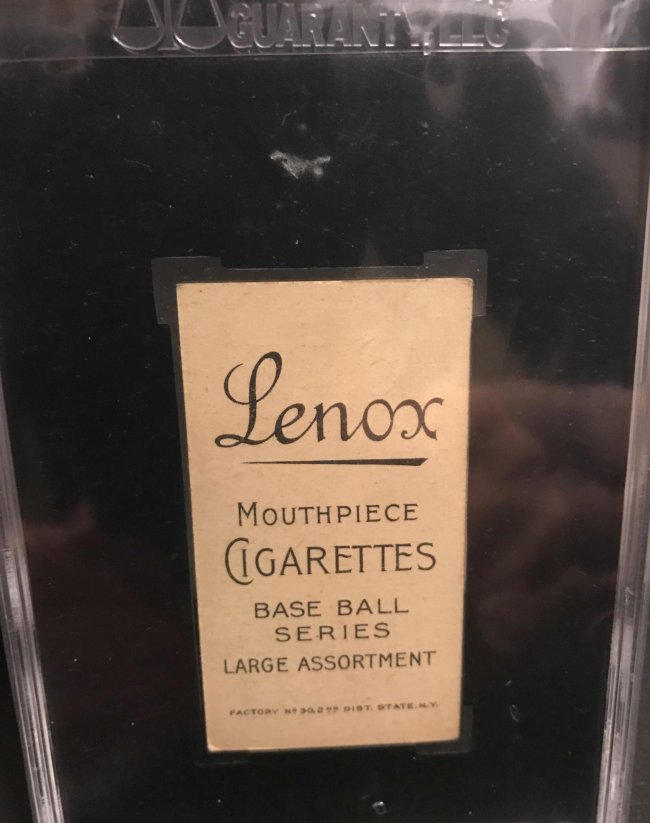 GUARANTY, LLC
Lenox
MOUTHPIECE
CIGARETTES
BASE BALL
SERIES
LARGE ASSORTMENT
FACTORY Nº 30, 2ND DIST. STATE, N.Y.